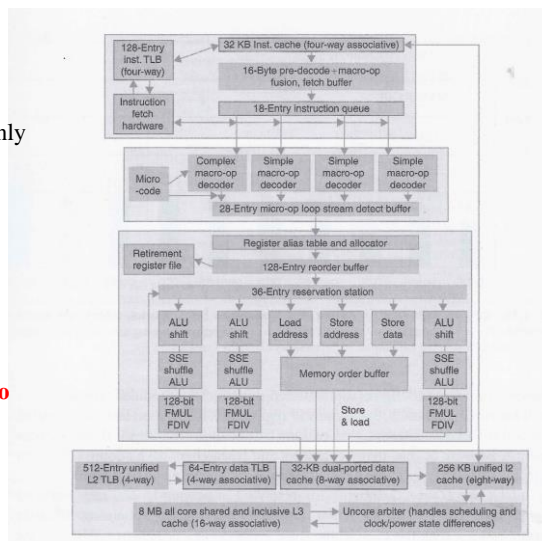 128-Entry
inst. TLB
(four-way)
32 KB Inst. cache (four-way associative)
16-Byte pre-decode + macro-op
fusion, fetch buffer
Instruction
fetch
hardware
18-Entry instruction queue
nly
Complex
macro-op
decoder
Simple
macro-op
decoder
Simple
macro-op
decoder
Simple
macro-op
decoder
Micro
-code
28-Entry micro-op loop stream detect buffer
Register alias table and allocator
Retirement
register file
128-Entry reorder buffer
36-Entry reservation station
ALU
shift
ALU
shift
Load
address
Store
address
Store
data
ALU
shift
SSE
shuffle
ALU
SSE
shuffle
ALU
Memory order buffer
SSE
shuffle
ALU
o
128-bit
FMUL
FDIV
128-bit
FMUL
FDIV
Store
& load
128-bit
FMUL
FDIV
512-Entry unified
L2 TLB (4-way)
64-Entry data TLB
(4-way associative)
32-KB dual-ported data
cache (8-way associative)
256 KB unified l2
cache (eight-way)
8 MB all core shared and inclusive L3
cache (16-way associative)
Uncore arbiter (handles scheduling and
clock/power state differences)